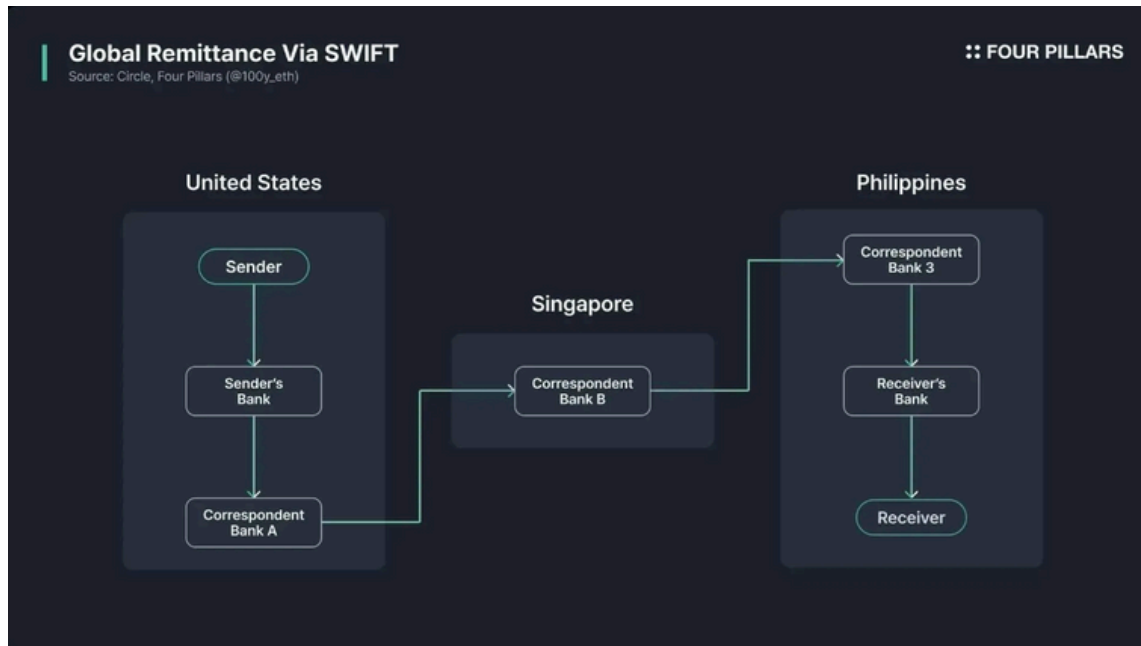 Global Remittance Via SWIFT
Source: Circle, Four Pillars (@100y_eth)
FOUR PILLARS
United States
Sender
Sender's
Bank
Correspondent
Bank A
Singapore
Correspondent
Bank B
Philippines
Correspondent
Bank 3
Receiver's
Bank
Receiver